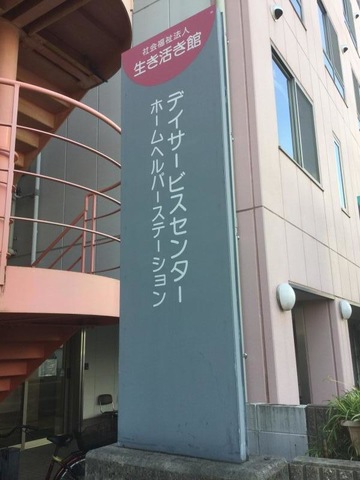 社会福祉法人
生き活き館
デイサービスセンター
ホームヘルパーステーション